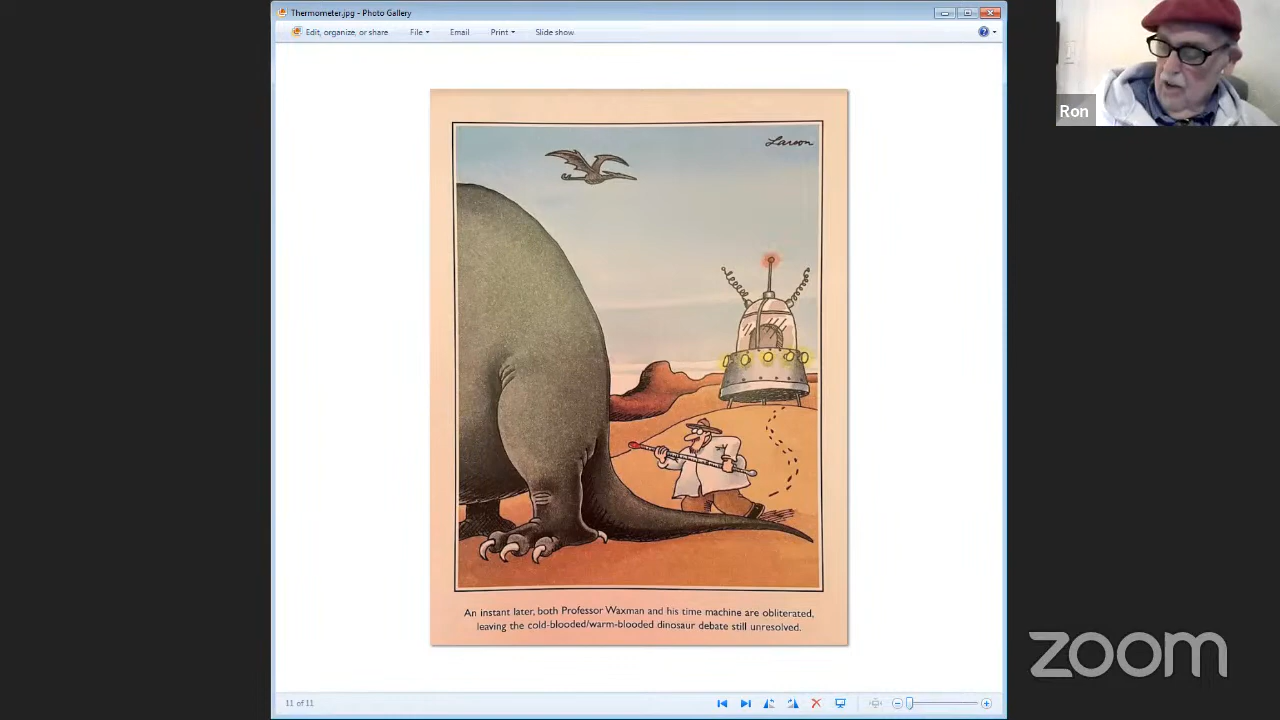 Thermometer.jpg - Photo Gallery
Edit, organize, or share
File
Email
Print
Slide show
Ron
Larson
An instant later, both Professor Waxman and his time machine are obliterated,
leaving the cold-blooded/warm-blooded dinosaur debate still unresolved.
zoom
11 of 11